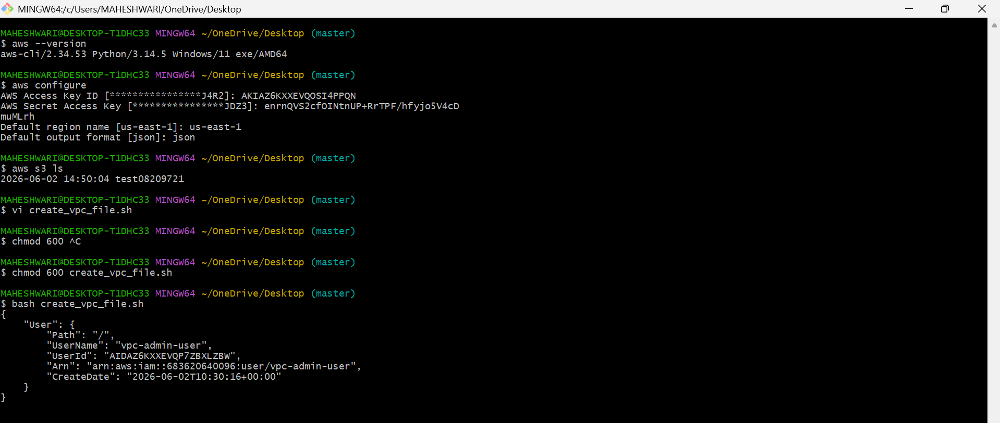 MINGW64:/c/Users/MAHESHWARI/OneDrive/Desktop
MAHESHWARI@DESKTOP-T1DHC33 MINGW64 ~/OneDrive/Desktop (master)
$ aws --version
aws-cli/2.34.53 Python/3.14.5 Windows/11 exe/AMD64
MAHESHWARI@DESKTOP-T1DHC33 MINGW64 ~/OneDrive/Desktop (master)
$ aws configure
AWS Access Key ID [****************J4R2]: AKIAZ6KXXEVQOSI4PPQN
AWS Secret Access Key [****************JDZ3]: enrnQVS2cfOINtnUP+RrTPF/hfyjo5V4cD
muMLrh
Default region name [us-east-1]: us-east-1
Default output format [json]: json
MAHESHWARI@DESKTOP-T1DHC33 MINGW64 ~/OneDrive/Desktop (master)
$ aws s3 ls
2026-06-02 14:50:04 test08209721
MAHESHWARI@DESKTOP-T1DHC33 MINGW64 ~/OneDrive/Desktop (master)
$ vi create_vpc_file.sh
MAHESHWARI@DESKTOP-T1DHC33 MINGW64 ~/OneDrive/Desktop (master)
$ chmod 600 ^C
MAHESHWARI@DESKTOP-T1DHC33 MINGW64 ~/OneDrive/Desktop (master)
$ chmod 600 create_vpc_file.sh
MAHESHWARI@DESKTOP-T1DHC33 MINGW64 ~/OneDrive/Desktop (master)
$ bash create_vpc_file.sh
{
    "User": {
        "Path": "/",
        "UserName": "vpc-admin-user",
        "UserId": "AIDAZ6KXXEVQP7ZBXLZBW",
        "Arn": "arn:aws:iam::683620640096:user/vpc-admin-user",
        "CreateDate": "2026-06-02T10:30:16+00:00"
    }
}